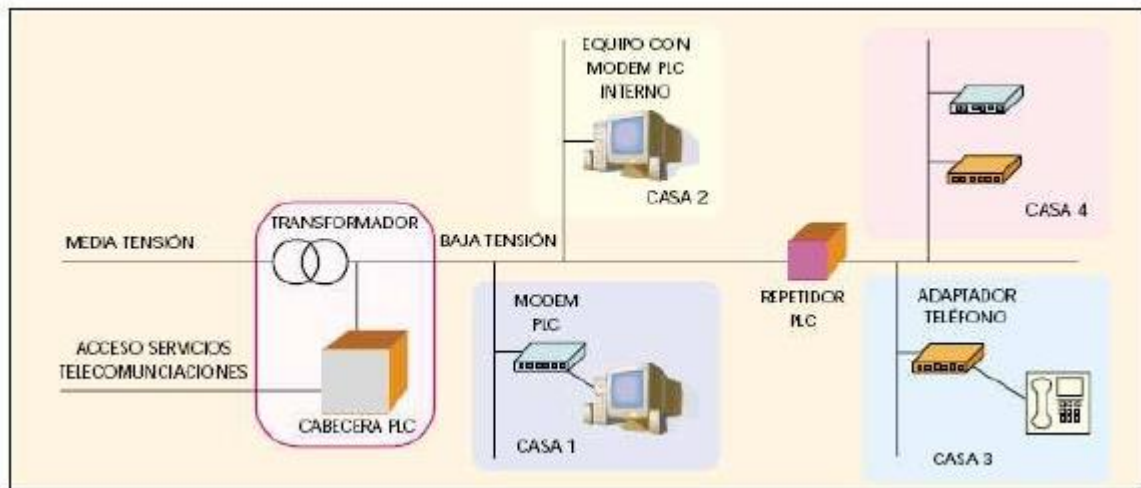 EQUIPO CON
MODEM PLC
INTERNO
CASA 2
CASA 4
TRANSFORMADOR
MEDIA TENSIÓN
BAJA TENSIÓN
REPETIDOR
PLC
MODEM
PLC
ADAPTADOR
TELÉFONO
ACCESO SERVICIOS
TELECOMUNCIACIONES
CABECERA PLC
CASA 1
CASA 3